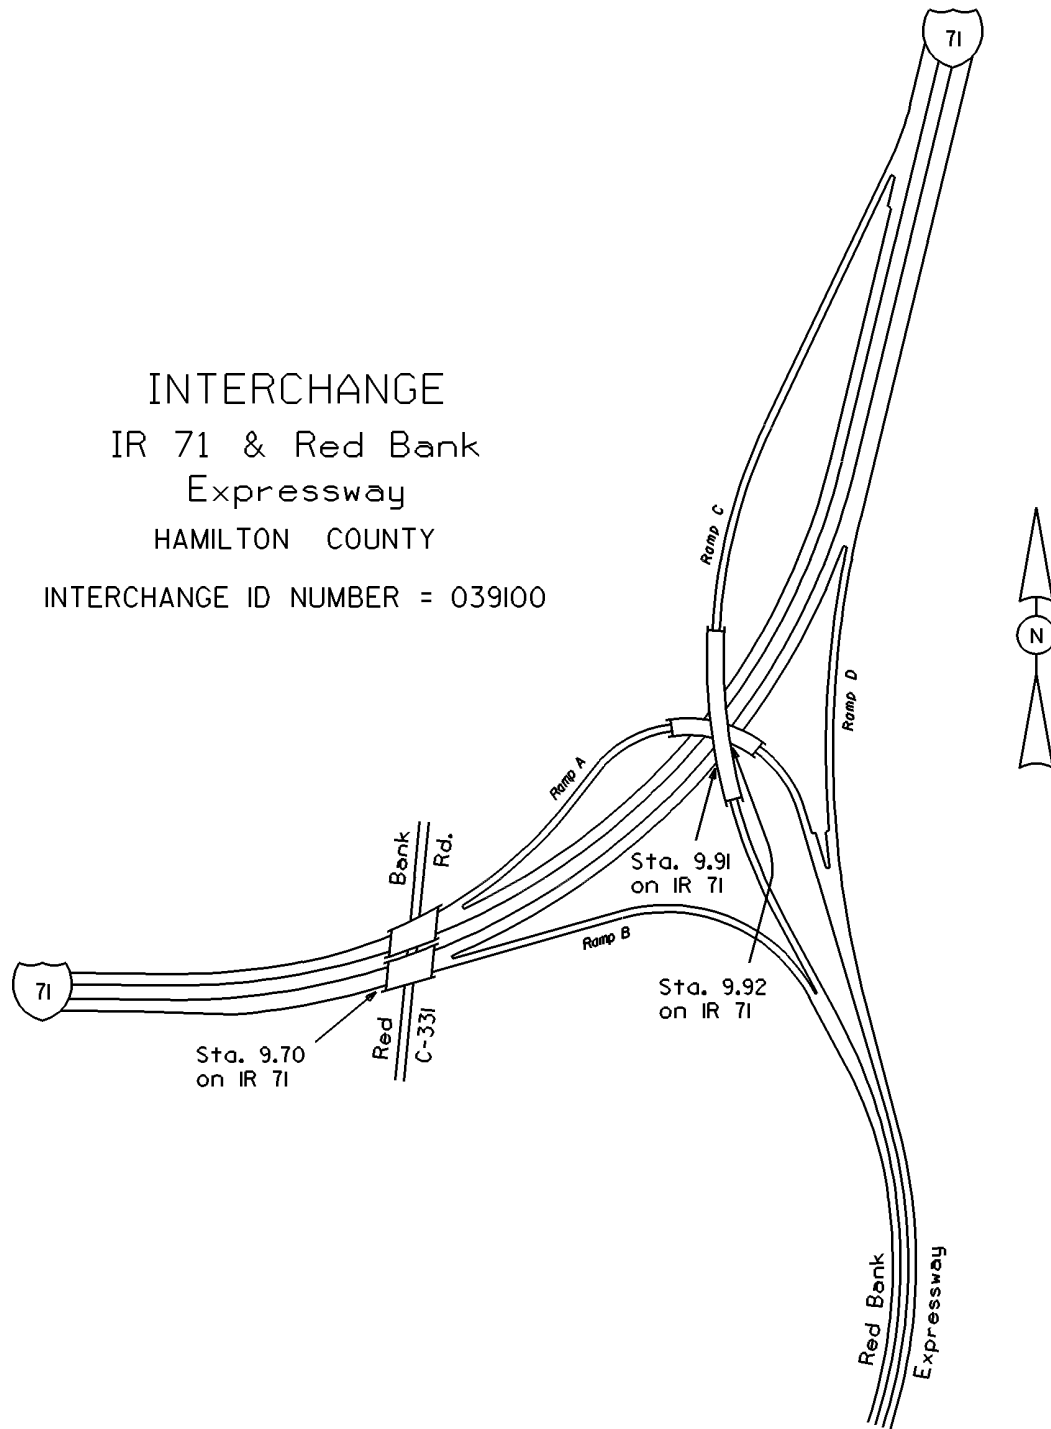 71
INTERCHANGE
IR 71 & Red Bank
Expressway
HAMILTON COUNTY
INTERCHANGE ID NUMBER = 039100
Ramp C
N
Ramp D
Ramp A
Bank
Rd.
Sta. 9.91
on IR 71
Ramp B
71
Sta. 9.92
on IR 71
Red
C-331
Sta. 9.70
on IR 71
Red Bank
Expressway